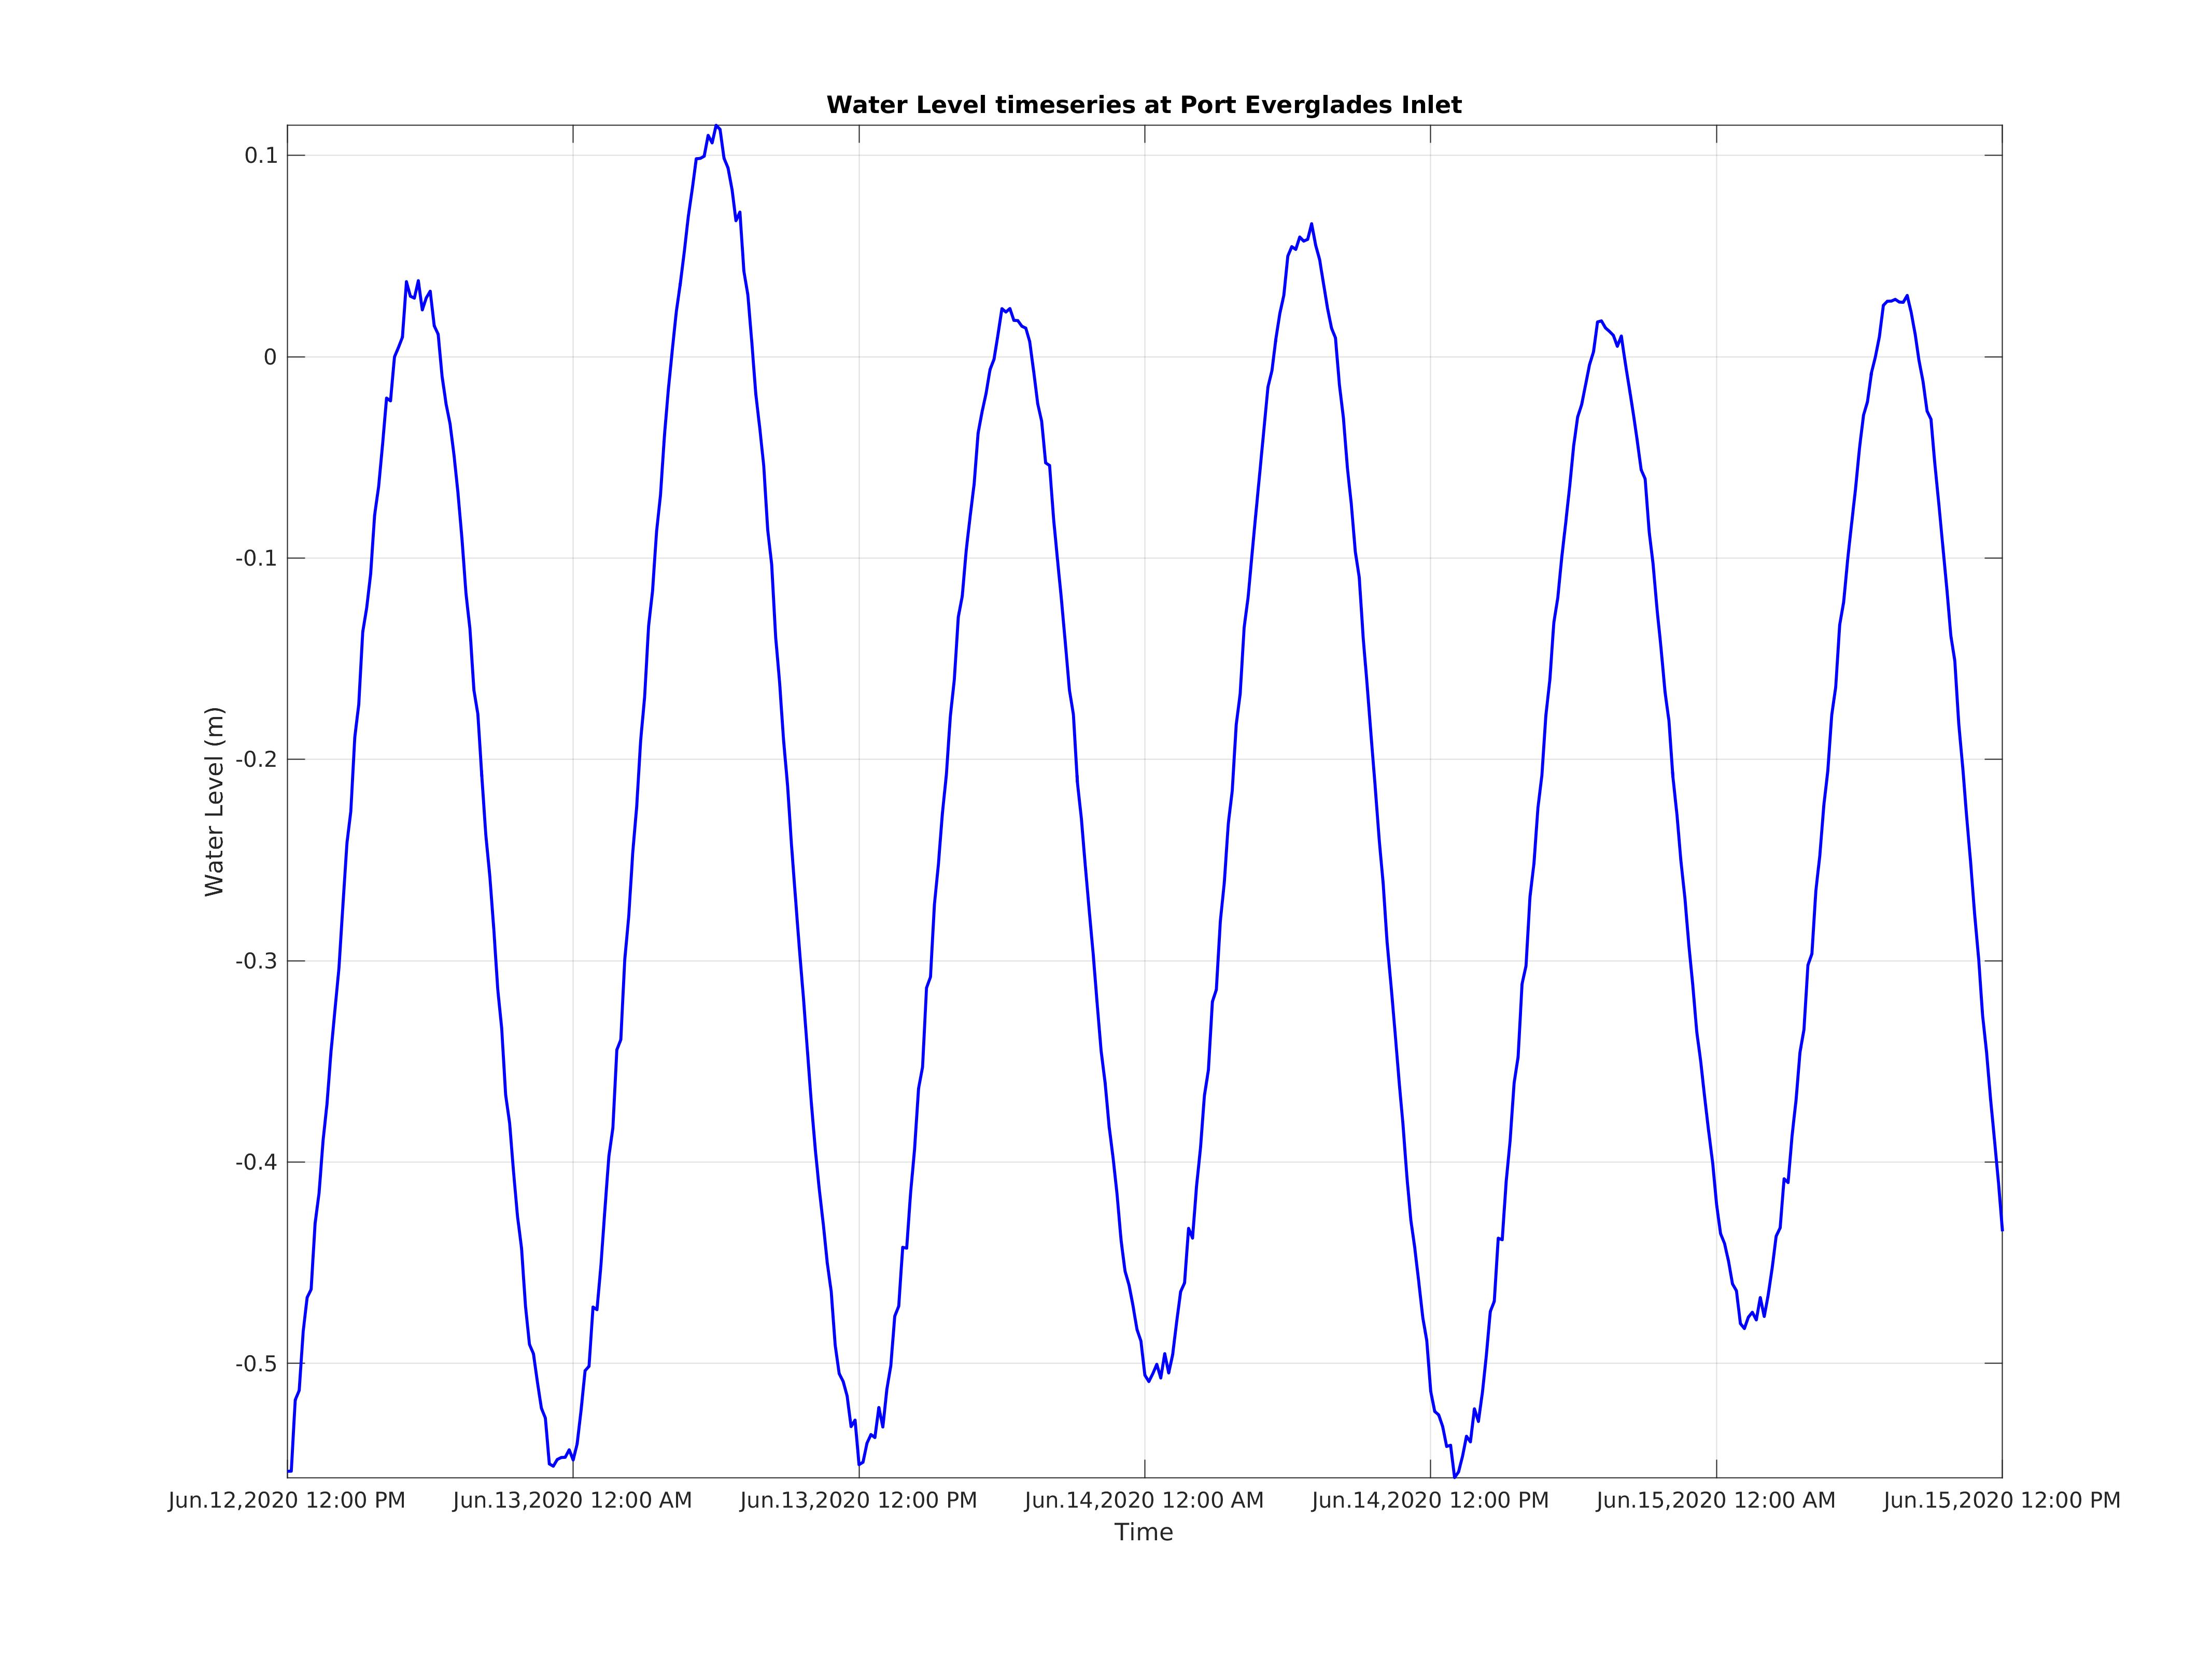 Water Level timeseries at Port Everglades Inlet
0.1
0
-0.1
-0.2
-0.3
-0.4
-0.5
Water Level (m)
Jun.12,2020 12:00 PM
Jun.13,2020 12:00 AM
Jun.13,2020 12:00 PM
Jun.14,2020 12:00 AM
Jun.14,2020 12:00 PM
Jun.15,2020 12:00 AM
Jun.15,2020 12:00 PM
Time